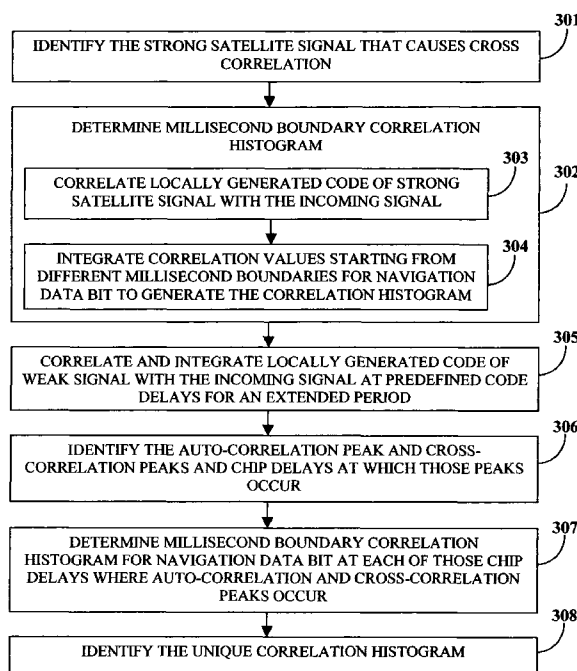 301
IDENTIFY THE STRONG SATELLITE SIGNAL THAT CAUSES CROSS
CORRELATION
DETERMINE MILLISECOND BOUNDARY CORRELATION
HISTOGRAM
302
303
CORRELATE LOCALLY GENERATED CODE OF STRONG
SATELLITE SIGNAL WITH THE INCOMING SIGNAL
304
INTEGRATE CORRELATION VALUES STARTING FROM
DIFFERENT MILLISECOND BOUNDARIES FOR NAVIGATION
DATA BIT TO GENERATE THE CORRELATION HISTOGRAM
305
CORRELATE AND INTEGRATE LOCALLY GENERATED CODE OF
WEAK SIGNAL WITH THE INCOMING SIGNAL AT PREDEFINED CODE
DELAYS FOR AN EXTENDED PERIOD
306
IDENTIFY THE AUTO-CORRELATION PEAK AND CROSS-
CORRELATION PEAKS AND CHIP DELAYS AT WHICH THOSE PEAKS
OCCUR
307
DETERMINE MILLISECOND BOUNDARY CORRELATION
HISTOGRAM FOR NAVIGATION DATA BIT AT EACH OF THOSE CHIP
DELAYS WHERE AUTO-CORRELATION AND CROSS-CORRELATION
PEAKS OCCUR
308
IDENTIFY THE UNIQUE CORRELATION HISTOGRAM